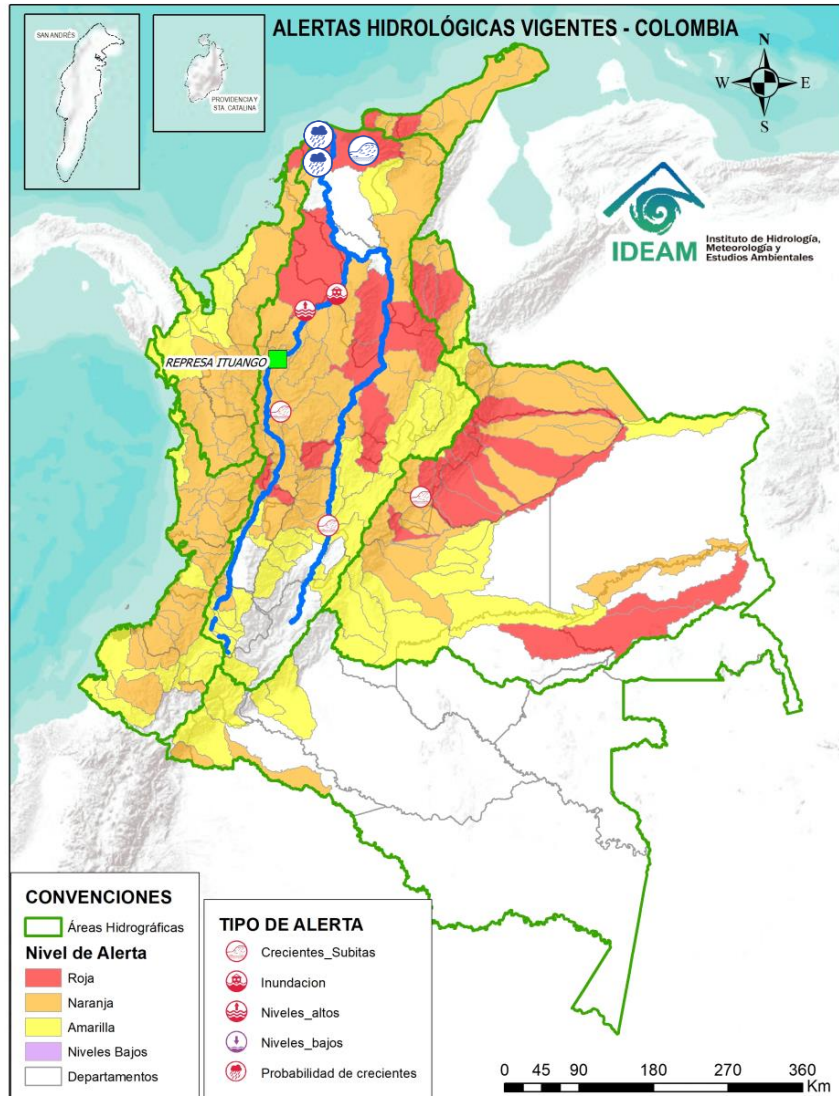 ALERTAS HIDROLÓGICAS VIGENTES - COLOMBIA
SAN ANDRÉS
PROVIDENCIA Y
STA. CATALINA
N
W
E
S
IDEAM
Instituto de Hidrología,
Meteorología y
Estudios Ambientales
REPRESA ITUANGO
CONVENCIONES
Áreas Hidrográficas
Nivel de Alerta
Roja
Naranja
Amarilla
Niveles Bajos
Departamentos
TIPO DE ALERTA
Crecientes_Subitas
Inundacion
Niveles_altos
Niveles_bajos
Probabilidad de crecientes
0 45 90 180 270 360
Km